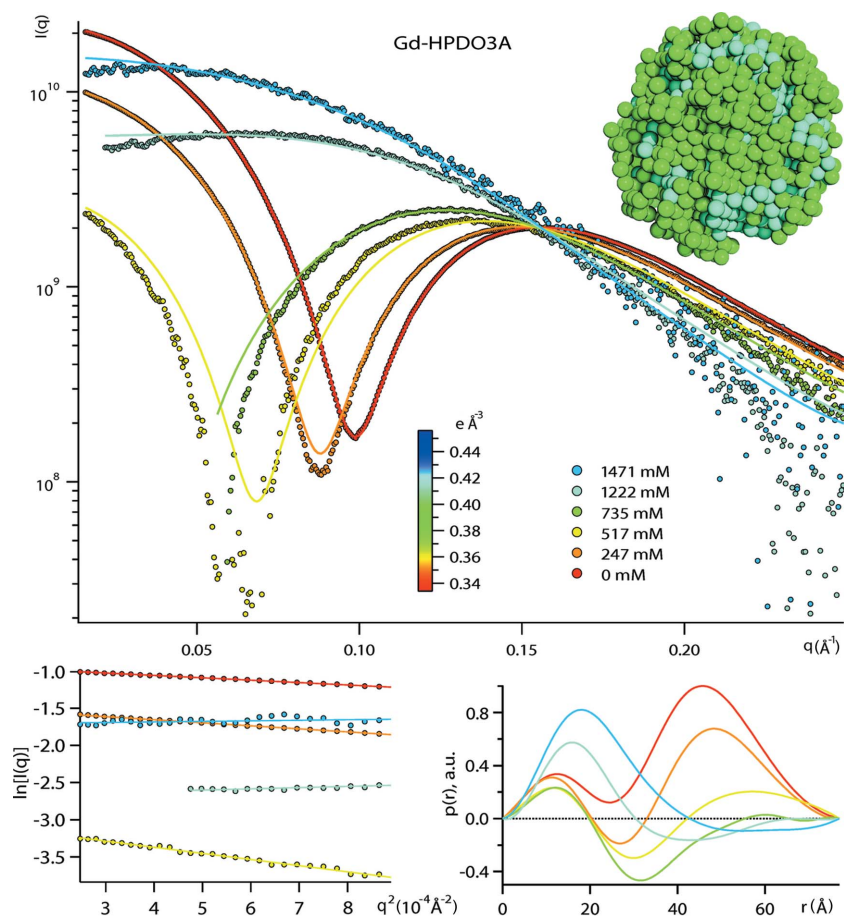 I(q)
Gd-HPDO3A
10¹⁰
10⁹
10⁸
e Å⁻³
0.44
0.42
0.40
0.38
0.36
0.34
1471 mM
1222 mM
735 mM
517 mM
247 mM
0 mM
0.05
0.10
0.15
0.20
q(Å⁻¹)
ln[I(q)]
-1.0
-1.5
-2.0
-2.5
-3.0
-3.5
3
4
5
6
7
8
q² (10⁻⁴Å⁻²)
p(r), a.u.
0.8
0.4
0.0
-0.4
0
20
40
60
r (Å)